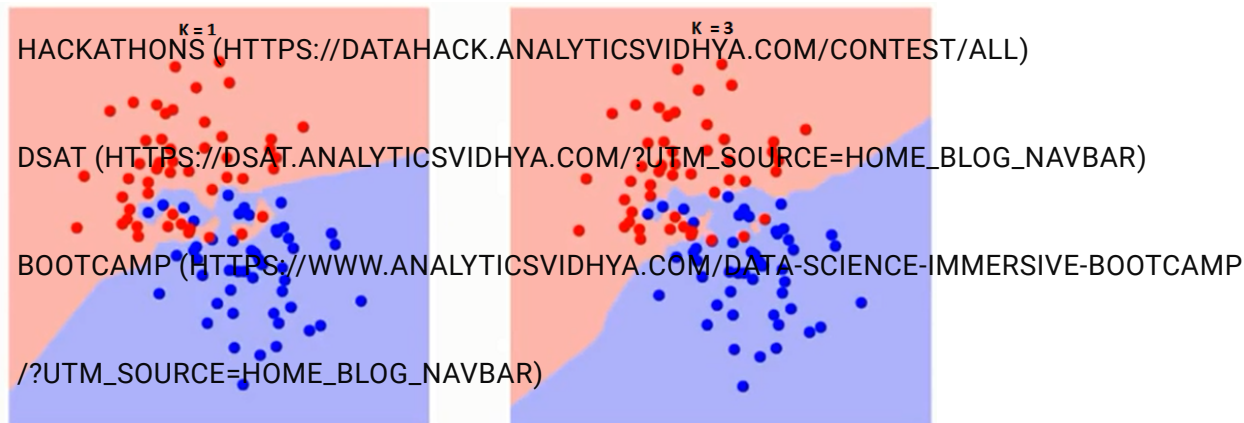 K = 1
K = 3
HACKATHONS (HTTPS://DATAHACK.ANALYTICSVIDHYA.COM/CONTEST/ALL)
DSAT (HTTPS://DSAT.ANALYTICSVIDHYA.COM/?UTM_SOURCE=HOME_BLOG_NAVBAR)
BOOTCAMP (HTTPS://WWW.ANALYTICSVIDHYA.COM/DATA-SCIENCE-IMMERSIVE-BOOTCAMP
/?UTM_SOURCE=HOME_BLOG_NAVBAR)